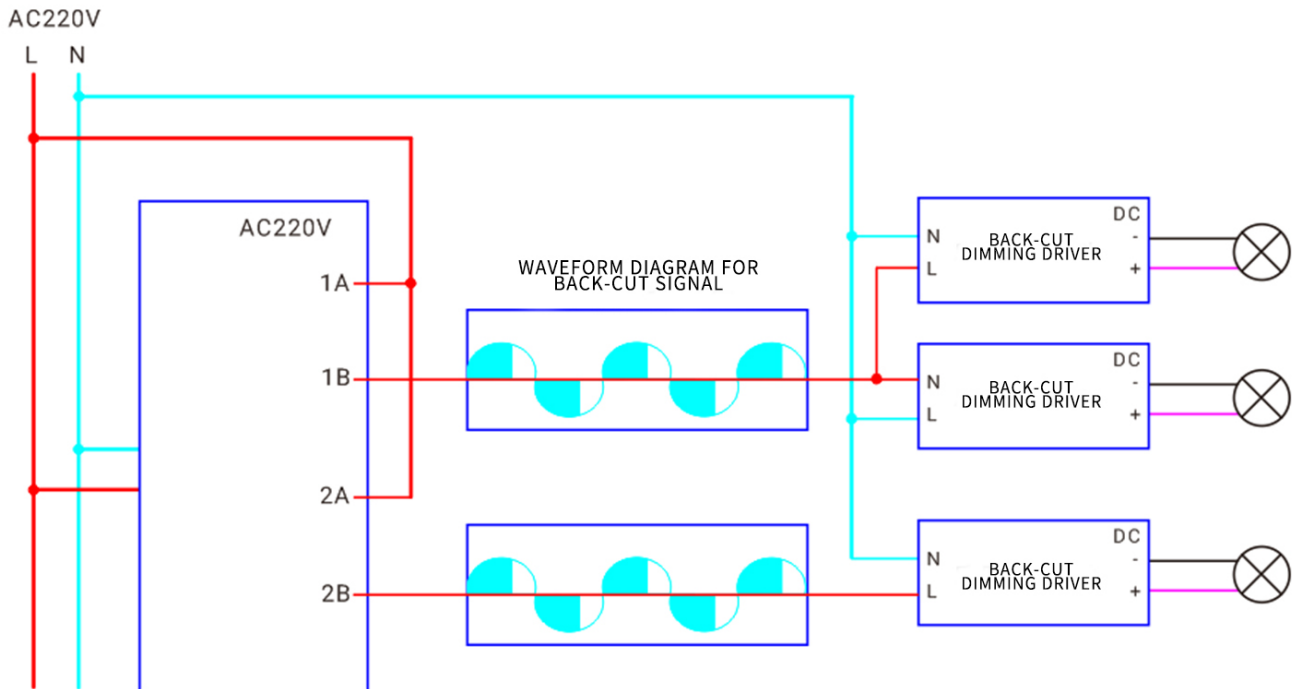 AC220V
L N
AC220V
1A
1B
2A
2B
WAVEFORM DIAGRAM FOR
BACK-CUT SIGNAL
DC
N
L
BACK-CUT
DIMMING DRIVER
-
+
DC
N
L
BACK-CUT
DIMMING DRIVER
-
+
DC
N
L
BACK-CUT
DIMMING DRIVER
-
+